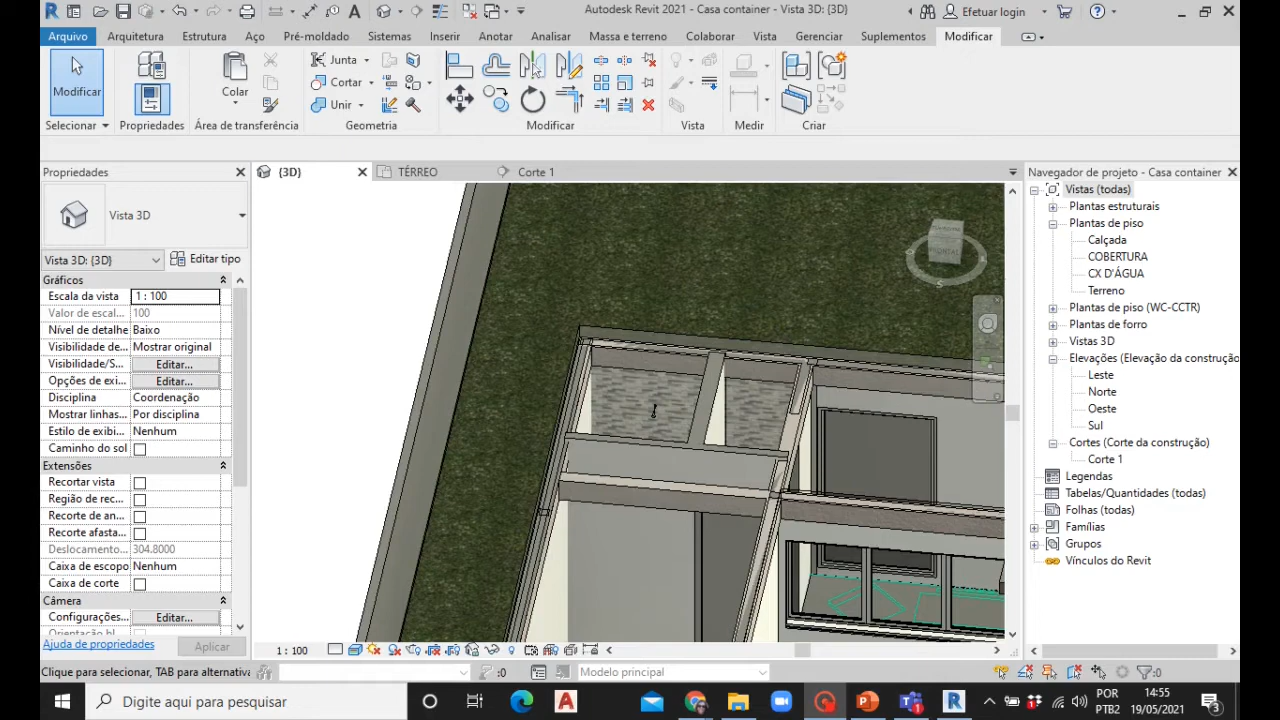 Autodesk Revit 2021 - Casa container - Vista 3D: {3D}
Efetuar login
Arquivo Arquitetura Estrutura Aço Pré-moldado Sistemas Inserir Anotar Analisar Massa e terreno Colaborar Vista Gerenciar Suplementos Modificar
Modificar
Colar
Junta
Cortar
Unir
Selecionar Propriedades Área de transferência Geometria Modificar Vista Medir Criar
Propriedades
{3D} TÉRREO Corte 1
Navegador de projeto - Casa container
Vista 3D
Vista 3D: {3D} Editar tipo
Gráficos
Escala da vista 1 : 100
Valor de escal... 100
Nível de detalhe Baixo
Visibilidade de... Mostrar original
Visibilidade/S... Editar...
Opções de exi... Editar...
Disciplina Coordenação
Mostrar linhas... Por disciplina
Estilo de exibi... Nenhum
Caminho do sol
Extensões
Recortar vista
Região de rec...
Recorte de an...
Recorte afasta...
Deslocamento... 304.8000
Caixa de escopo Nenhum
Caixa de corte
Câmera
Configurações... Editar...
Ajuda de propriedades Aplicar
Vistas (todas)
Plantas estruturais
Plantas de piso
Calçada
COBERTURA
CX D'ÁGUA
Terreno
Plantas de piso (WC-CCTR)
Plantas de forro
Vistas 3D
Elevações (Elevação da construção
Leste
Norte
Oeste
Sul
Cortes (Corte da construção)
Corte 1
Legendas
Tabelas/Quantidades (todas)
Folhas (todas)
Famílias
Grupos
Vínculos do Revit
1 : 100
Clique para selecionar, TAB para alternativa
:0
Modelo principal
:0
Digite aqui para pesquisar
POR
PTB2
14:55
19/05/2021
3